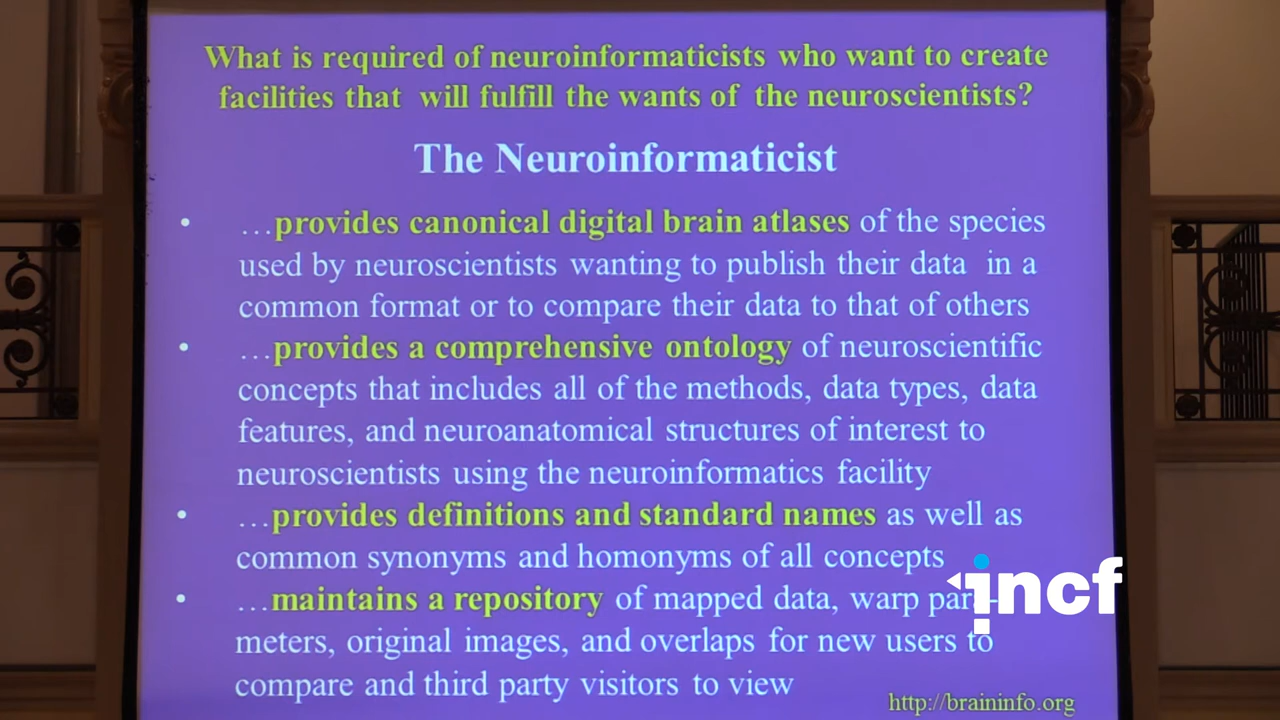 What is required of neuroinformaticists who want to create
facilities that will fulfill the wants of the neuroscientists?
The Neuroinformaticist
• …provides canonical digital brain atlases of the species
used by neuroscientists wanting to publish their data in a
common format or to compare their data to that of others
• …provides a comprehensive ontology of neuroscientific
concepts that includes all of the methods, data types, data
features, and neuroanatomical structures of interest to
neuroscientists using the neuroinformatics facility
• …provides definitions and standard names as well as
common synonyms and homonyms of all concepts
• …maintains a repository of mapped data, warp para
meters, original images, and overlaps for new users to
compare and third party visitors to view
incf
http://braininfo.org